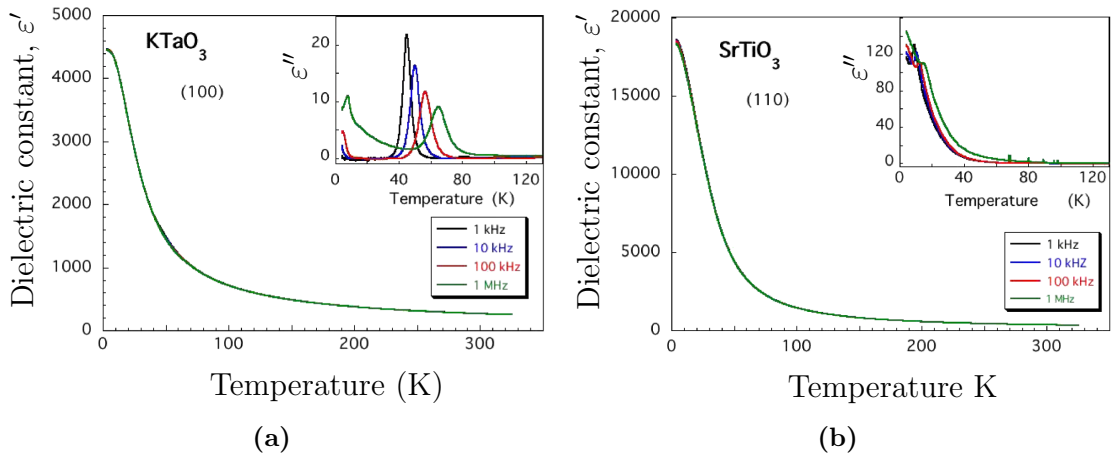 Dielectric constant, ε′
5000
4000
3000
2000
1000
0
KTaO3
(100)
ε′′
20
10
0
0 40 80 120
Temperature (K)
1 kHz
10 kHz
100 kHz
1 MHz
0 100 200 300
Temperature (K)
(a)
Dielectric constant, ε′
20000
15000
10000
5000
0
SrTiO3
(110)
ε′′
120
80
40
0
0 40 80 120
Temperature (K)
1 kHz
10 kHZ
100 kHz
1 MHz
0 100 200 300
Temperature K
(b)